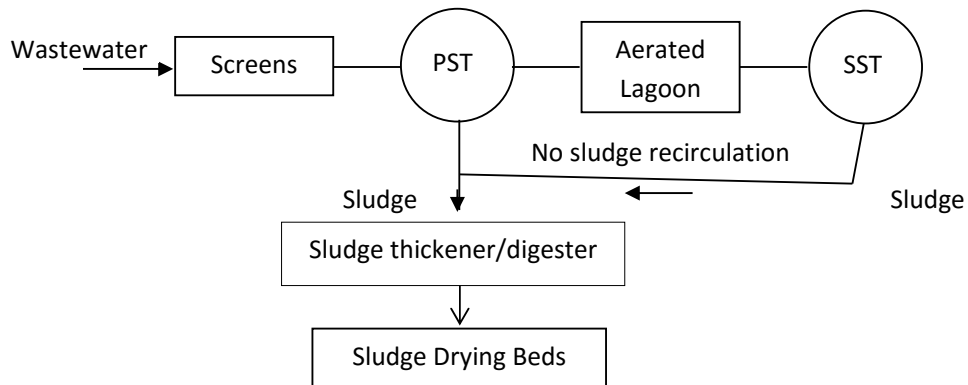 Wastewater
Screens
PST
Aerated
Lagoon
SST
No sludge recirculation
Sludge
Sludge
Sludge thickener/digester
Sludge Drying Beds